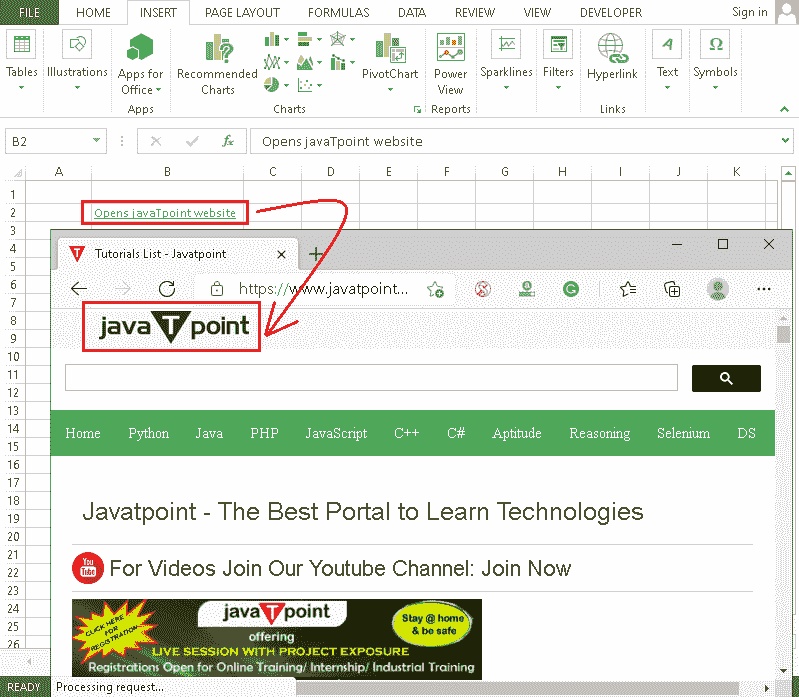 FILE HOME INSERT PAGE LAYOUT FORMULAS DATA REVIEW VIEW DEVELOPER Sign in
Tables Illustrations Apps for Office Recommended Charts PivotChart Power View Sparklines Filters Hyperlink Text Symbols
Apps Charts Reports Links
B2 fx Opens javaTpoint website
A B C D E F G H I J K
1
2 Opens javaTpoint website
3
4 Tutorials List - Javatpoint
5
6 https://www.javatpoint...
7
8 java T point
9
10
11
12
13
14 Home Python Java PHP JavaScript C++ C# Aptitude Reasoning Selenium DS
15
16
17
18
19 Javatpoint - The Best Portal to Learn Technologies
20
21
22 You Tube For Videos Join Our Youtube Channel: Join Now
23
24 java T point
CLICK HERE FOR REGISTRATION
Stay @ home & be safe
25 offering
26 LIVE SESSION WITH PROJECT EXPOSURE
Registrations Open for Online Training/ Internship/ Industrial Training
READY Processing request...